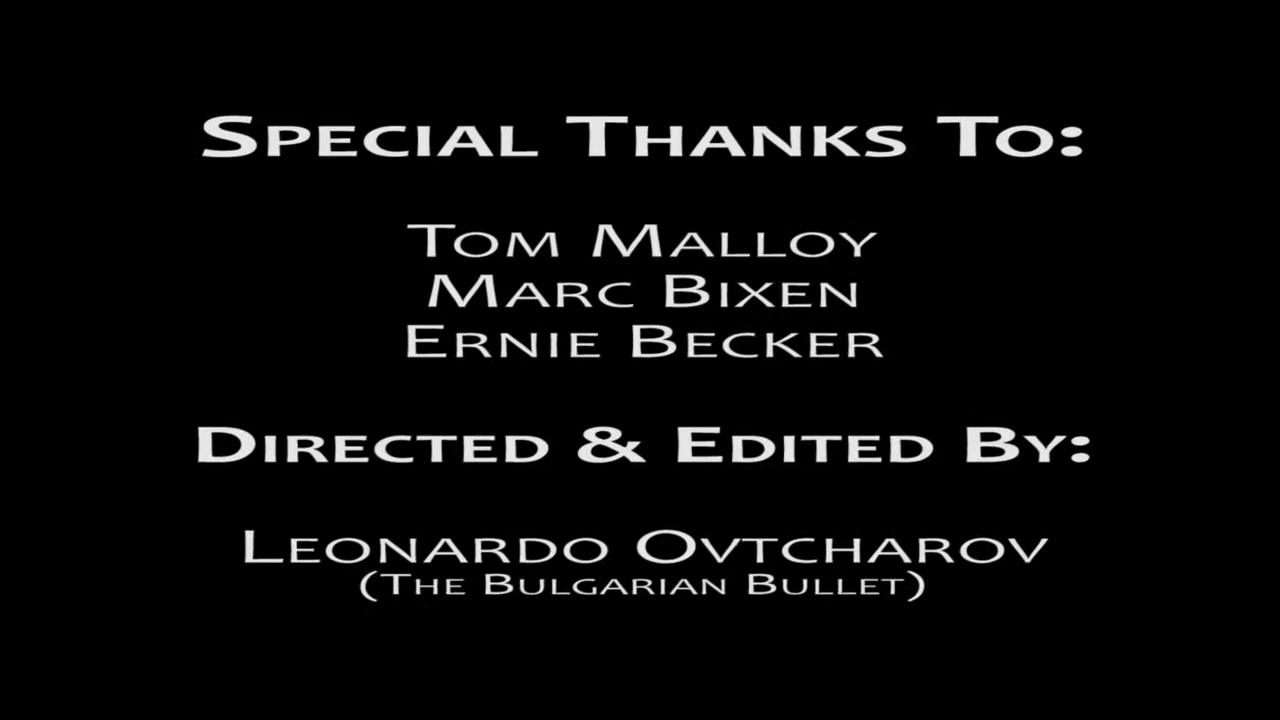 Special Thanks To:
Tom Malloy
Marc Bixen
Ernie Becker
Directed & Edited By:
Leonardo Ovtcharov
(The Bulgarian Bullet)